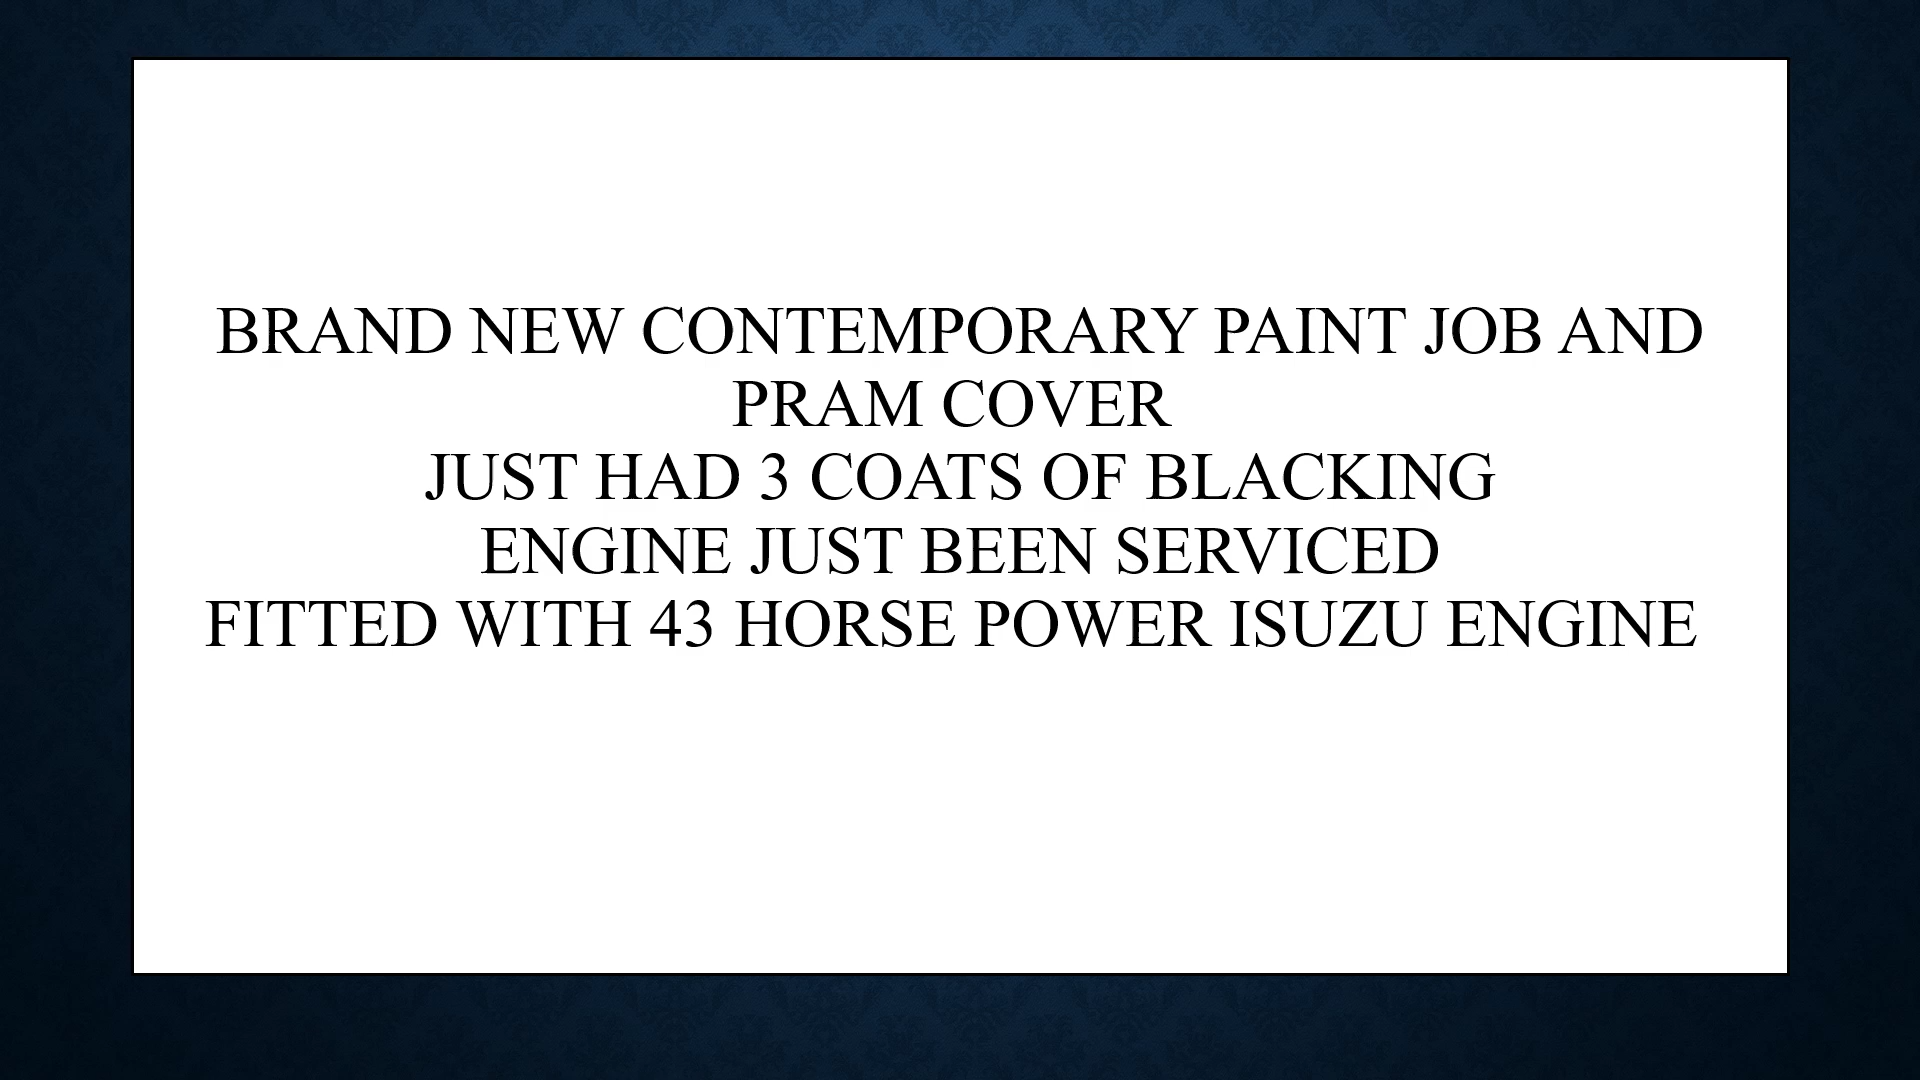 BRAND NEW CONTEMPORARY PAINT JOB AND
PRAM COVER
JUST HAD 3 COATS OF BLACKING
ENGINE JUST BEEN SERVICED
FITTED WITH 43 HORSE POWER ISUZU ENGINE